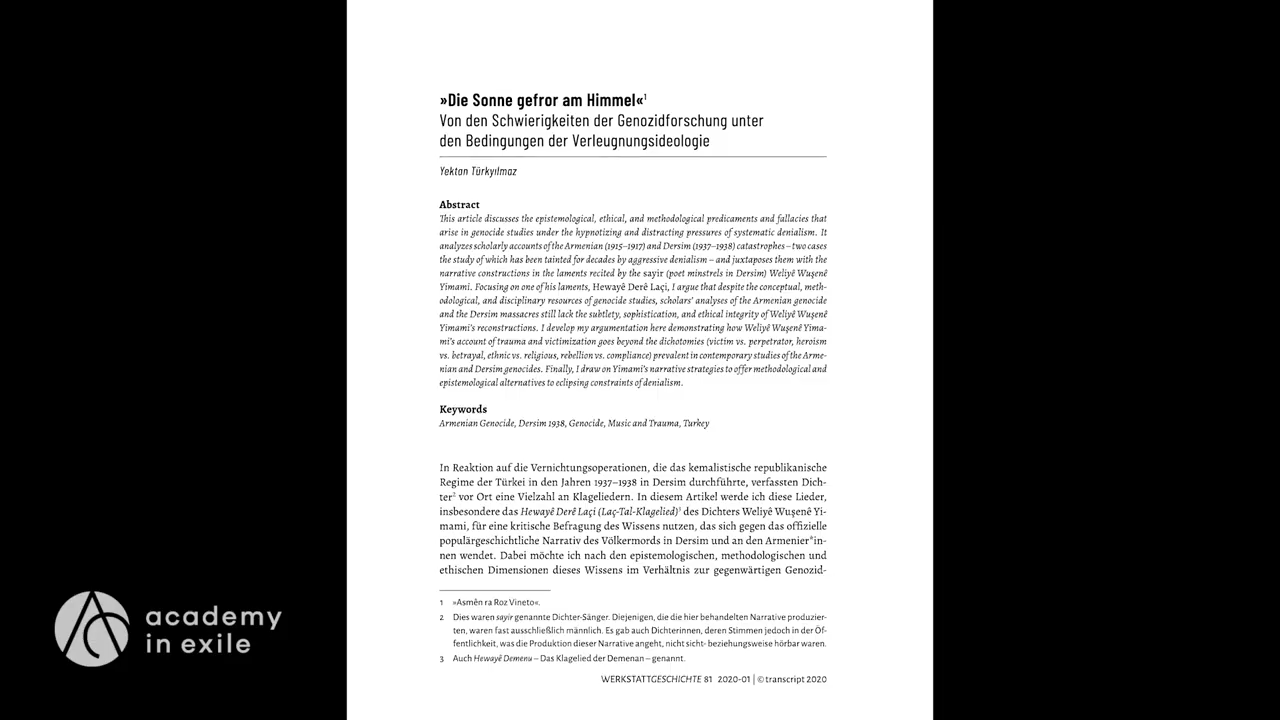 »Die Sonne gefror am Himmel«¹
Von den Schwierigkeiten der Genozidforschung unter
den Bedingungen der Verleugnungsideologie
Yektan Türkyılmaz
Abstract
This article discusses the epistemological, ethical, and methodological predicaments and fallacies that
arise in genocide studies under the hypnotizing and distracting pressures of systematic denialism. It
analyzes scholarly accounts of the Armenian (1915–1917) and Dersim (1937–1938) catastrophes – two cases
the study of which has been tainted for decades by aggressive denialism – and juxtaposes them with the
narrative constructions in the laments recited by the sayir (poet minstrels in Dersim) Weliyê Wuşenê
Yimami. Focusing on one of his laments, Hewayê Derê Laçi, I argue that despite the conceptual, meth-
odological, and disciplinary resources of genocide studies, scholars' analyses of the Armenian genocide
and the Dersim massacres still lack the subtlety, sophistication, and ethical integrity of Weliyê Wuşenê
Yimami's reconstructions. I develop my argumentation here demonstrating how Weliyê Wuşenê Yima-
mi's account of trauma and victimization goes beyond the dichotomies (victim vs. perpetrator, heroism
vs. betrayal, ethnic vs. religious, rebellion vs. compliance) prevalent in contemporary studies of the Arme-
nian and Dersim genocides. Finally, I draw on Yimami's narrative strategies to offer methodological and
epistemological alternatives to eclipsing constraints of denialism.
Keywords
Armenian Genocide, Dersim 1938, Genocide, Music and Trauma, Turkey
In Reaktion auf die Vernichtungsoperationen, die das kemalistische republikanische
Regime der Türkei in den Jahren 1937–1938 in Dersim durchführte, verfassten Dich-
ter² vor Ort eine Vielzahl an Klageliedern. In diesem Artikel werde ich diese Lieder,
insbesondere das Hewayê Derê Laçi (Laç-Tal-Klagelied)³ des Dichters Weliyê Wuşenê Yi-
mami, für eine kritische Befragung des Wissens nutzen, das sich gegen das offizielle
populärgeschichtliche Narrativ des Völkermords in Dersim und an den Armenier*in-
nen wendet. Dabei möchte ich nach den epistemologischen, methodologischen und
ethischen Dimensionen dieses Wissens im Verhältnis zur gegenwärtigen Genozid-
1 »Asmên ra Roz Vineto«.
2 Dies waren sayir genannte Dichter-Sänger. Diejenigen, die die hier behandelten Narrative produzier-
ten, waren fast ausschließlich männlich. Es gab auch Dichterinnen, deren Stimmen jedoch in der Öf-
fentlichkeit, was die Produktion dieser Narrative angeht, nicht sicht- beziehungsweise hörbar waren.
3 Auch Hewayê Demenu – Das Klagelied der Demenan – genannt.
WERKSTATTGESCHICHTE 81 2020-01 | © transcript 2020
academy
in exile